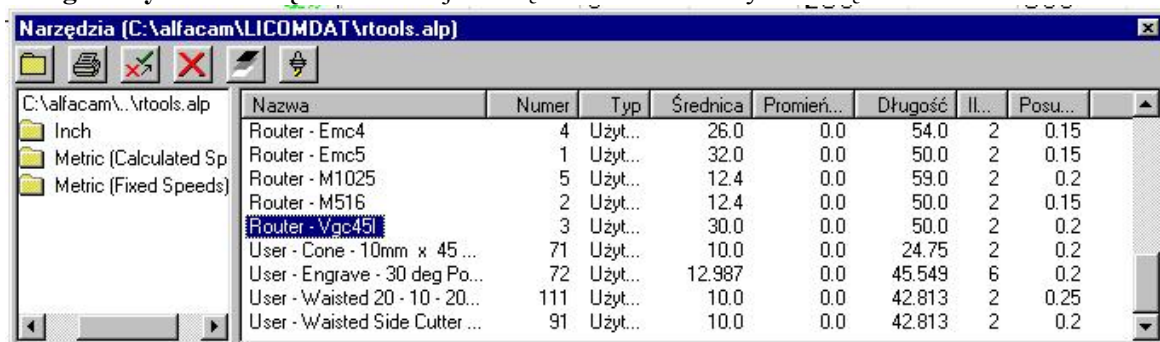 Narzędzia (C:\alfacam\LICOMDAT\rtools.alp)
C:\alfacam\..\rtools.alp
Inch
Metric (Calculated Sp
Metric (Fixed Speeds)
Nazwa Numer Typ Średnica Promień... Długość Il... Posu...
Router - Emc4 4 Użyt... 26.0 0.0 54.0 2 0.15
Router - Emc5 1 Użyt... 32.0 0.0 50.0 2 0.15
Router - M1025 5 Użyt... 12.4 0.0 59.0 2 0.2
Router - M516 2 Użyt... 12.4 0.0 50.0 2 0.15
Router - Vgc45l 3 Użyt... 30.0 0.0 50.0 2 0.2
User - Cone - 10mm x 45 ... 71 Użyt... 10.0 0.0 24.75 2 0.2
User - Engrave - 30 deg Po... 72 Użyt... 12.987 0.0 45.549 6 0.2
User - Waisted 20 - 10 - 20... 111 Użyt... 10.0 0.0 42.813 2 0.25
User - Waisted Side Cutter ... 91 Użyt... 10.0 0.0 42.813 2 0.2